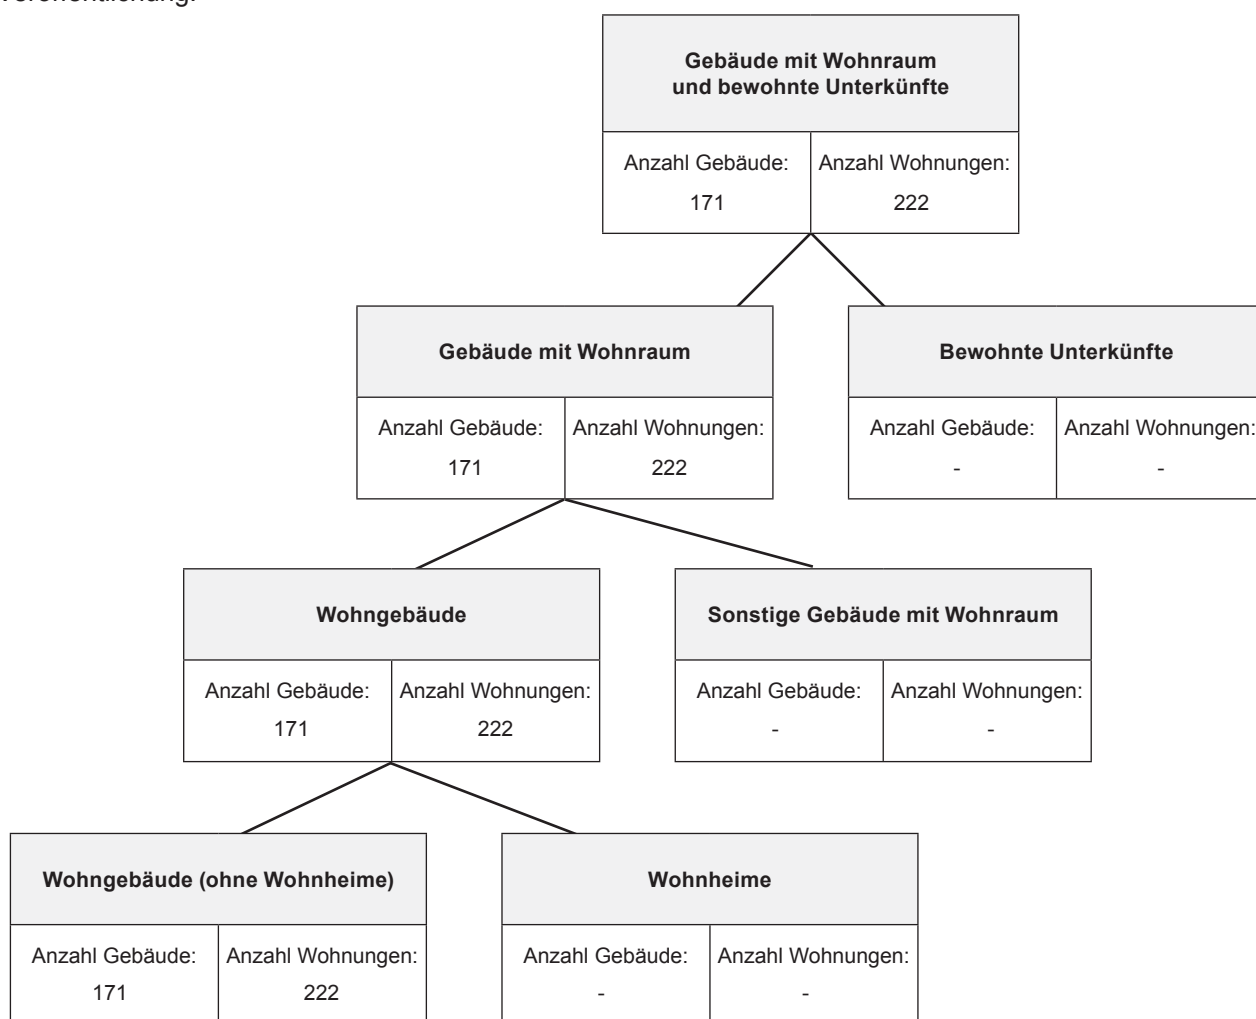 Veröffentlichung.
Gebäude mit Wohnraum
und bewohnte Unterkünfte
Anzahl Gebäude: Anzahl Wohnungen:
171 222
Gebäude mit Wohnraum
Anzahl Gebäude: Anzahl Wohnungen:
171 222
Bewohnte Unterkünfte
Anzahl Gebäude: Anzahl Wohnungen:
- -
Wohngebäude
Anzahl Gebäude: Anzahl Wohnungen:
171 222
Sonstige Gebäude mit Wohnraum
Anzahl Gebäude: Anzahl Wohnungen:
- -
Wohngebäude (ohne Wohnheime)
Anzahl Gebäude: Anzahl Wohnungen:
171 222
Wohnheime
Anzahl Gebäude: Anzahl Wohnungen:
- -